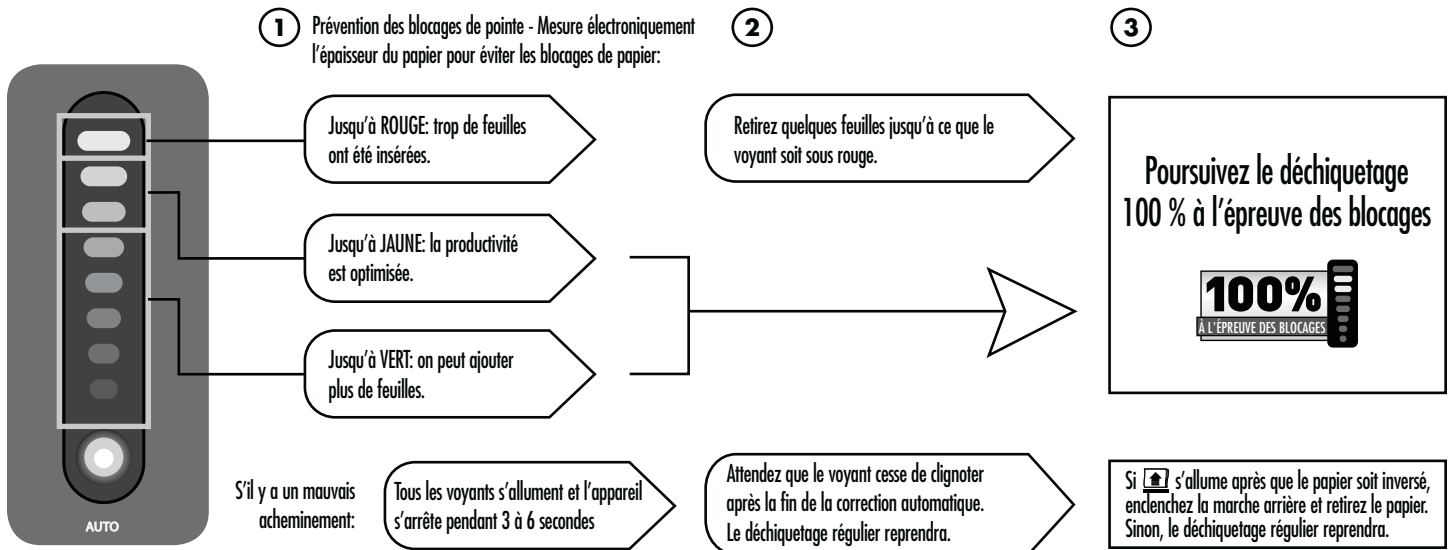 1 Prévention des blocages de pointe - Mesure électroniquement
l’épaisseur du papier pour éviter les blocages de papier:
2
3
Jusqu’à ROUGE: trop de feuilles
ont été insérées.
Retirez quelques feuilles jusqu’à ce que le
voyant soit sous rouge.
Jusqu’à JAUNE: la productivité
est optimisée.
Jusqu’à VERT: on peut ajouter
plus de feuilles.
Poursuivez le déchiquetage
100 % à l’épreuve des blocages
100%
À L'ÉPREUVE DES BLOCAGES
AUTO
S’il y a un mauvais
acheminement:
Tous les voyants s’allument et l’appareil
s’arrête pendant 3 à 6 secondes
Attendez que le voyant cesse de clignoter
après la fin de la correction automatique.
Le déchiquetage régulier reprendra.
Si s’allume après que le papier soit inversé,
enclenchez la marche arrière et retirez le papier.
Sinon, le déchiquetage régulier reprendra.